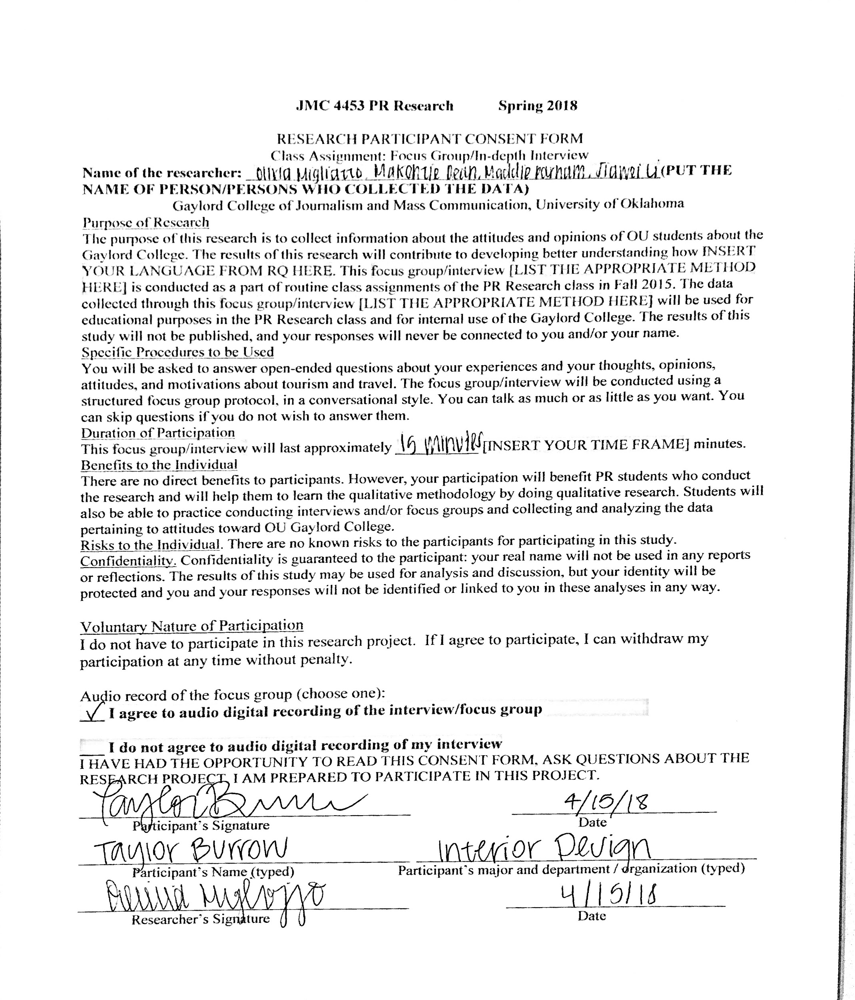 JMC 4453 PR Research Spring 2018
RESEARCH PARTICIPANT CONSENT FORM
Class Assignment: Focus Group/In-depth Interview
Name of the researcher: Olivia Migliazzo, Makenzie Dean, Maddie Parham, Jiawei Li (PUT THE
NAME OF PERSON/PERSONS WHO COLLECTED THE DATA)
Gaylord College of Journalism and Mass Communication, University of Oklahoma
Purpose of Research
The purpose of this research is to collect information about the attitudes and opinions of OU students about the
Gaylord College. The results of this research will contribute to developing better understanding how INSERT
YOUR LANGUAGE FROM RQ HERE. This focus group/interview [LIST THE APPROPRIATE METHOD
HERE] is conducted as a part of routine class assignments of the PR Research class in Fall 2015. The data
collected through this focus group/interview [LIST THE APPROPRIATE METHOD HERE] will be used for
educational purposes in the PR Research class and for internal use of the Gaylord College. The results of this
study will not be published, and your responses will never be connected to you and/or your name.
Specific Procedures to be Used
You will be asked to answer open-ended questions about your experiences and your thoughts, opinions,
attitudes, and motivations about tourism and travel. The focus group/interview will be conducted using a
structured focus group protocol, in a conversational style. You can talk as much or as little as you want. You
can skip questions if you do not wish to answer them.
Duration of Participation
This focus group/interview will last approximately 15 minutes [INSERT YOUR TIME FRAME] minutes.
Benefits to the Individual
There are no direct benefits to participants. However, your participation will benefit PR students who conduct
the research and will help them to learn the qualitative methodology by doing qualitative research. Students will
also be able to practice conducting interviews and/or focus groups and collecting and analyzing the data
pertaining to attitudes toward OU Gaylord College.
Risks to the Individual. There are no known risks to the participants for participating in this study.
Confidentiality. Confidentiality is guaranteed to the participant: your real name will not be used in any reports
or reflections. The results of this study may be used for analysis and discussion, but your identity will be
protected and you and your responses will not be identified or linked to you in these analyses in any way.
Voluntary Nature of Participation
I do not have to participate in this research project. If I agree to participate, I can withdraw my
participation at any time without penalty.
Audio record of the focus group (choose one):
✓ I agree to audio digital recording of the interview/focus group
___ I do not agree to audio digital recording of my interview
I HAVE HAD THE OPPORTUNITY TO READ THIS CONSENT FORM, ASK QUESTIONS ABOUT THE
RESEARCH PROJECT, I AM PREPARED TO PARTICIPATE IN THIS PROJECT.
Taylor 4/15/18
Participant's Signature Date
Taylor Burrow Interior Design
Participant's Name (typed) Participant's major and department / organization (typed)
4/15/18
Researcher's Signature Date